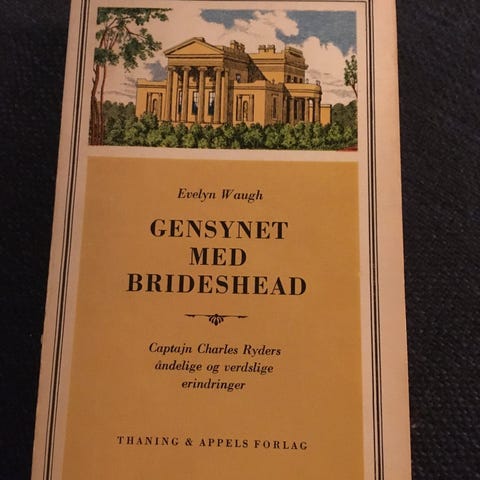 Evelyn Waugh
GENSYNET
MED
BRIDESHEAD
Captajn Charles Ryders
åndelige og verdslige
erindringer
THANING & APPELS FORLAG